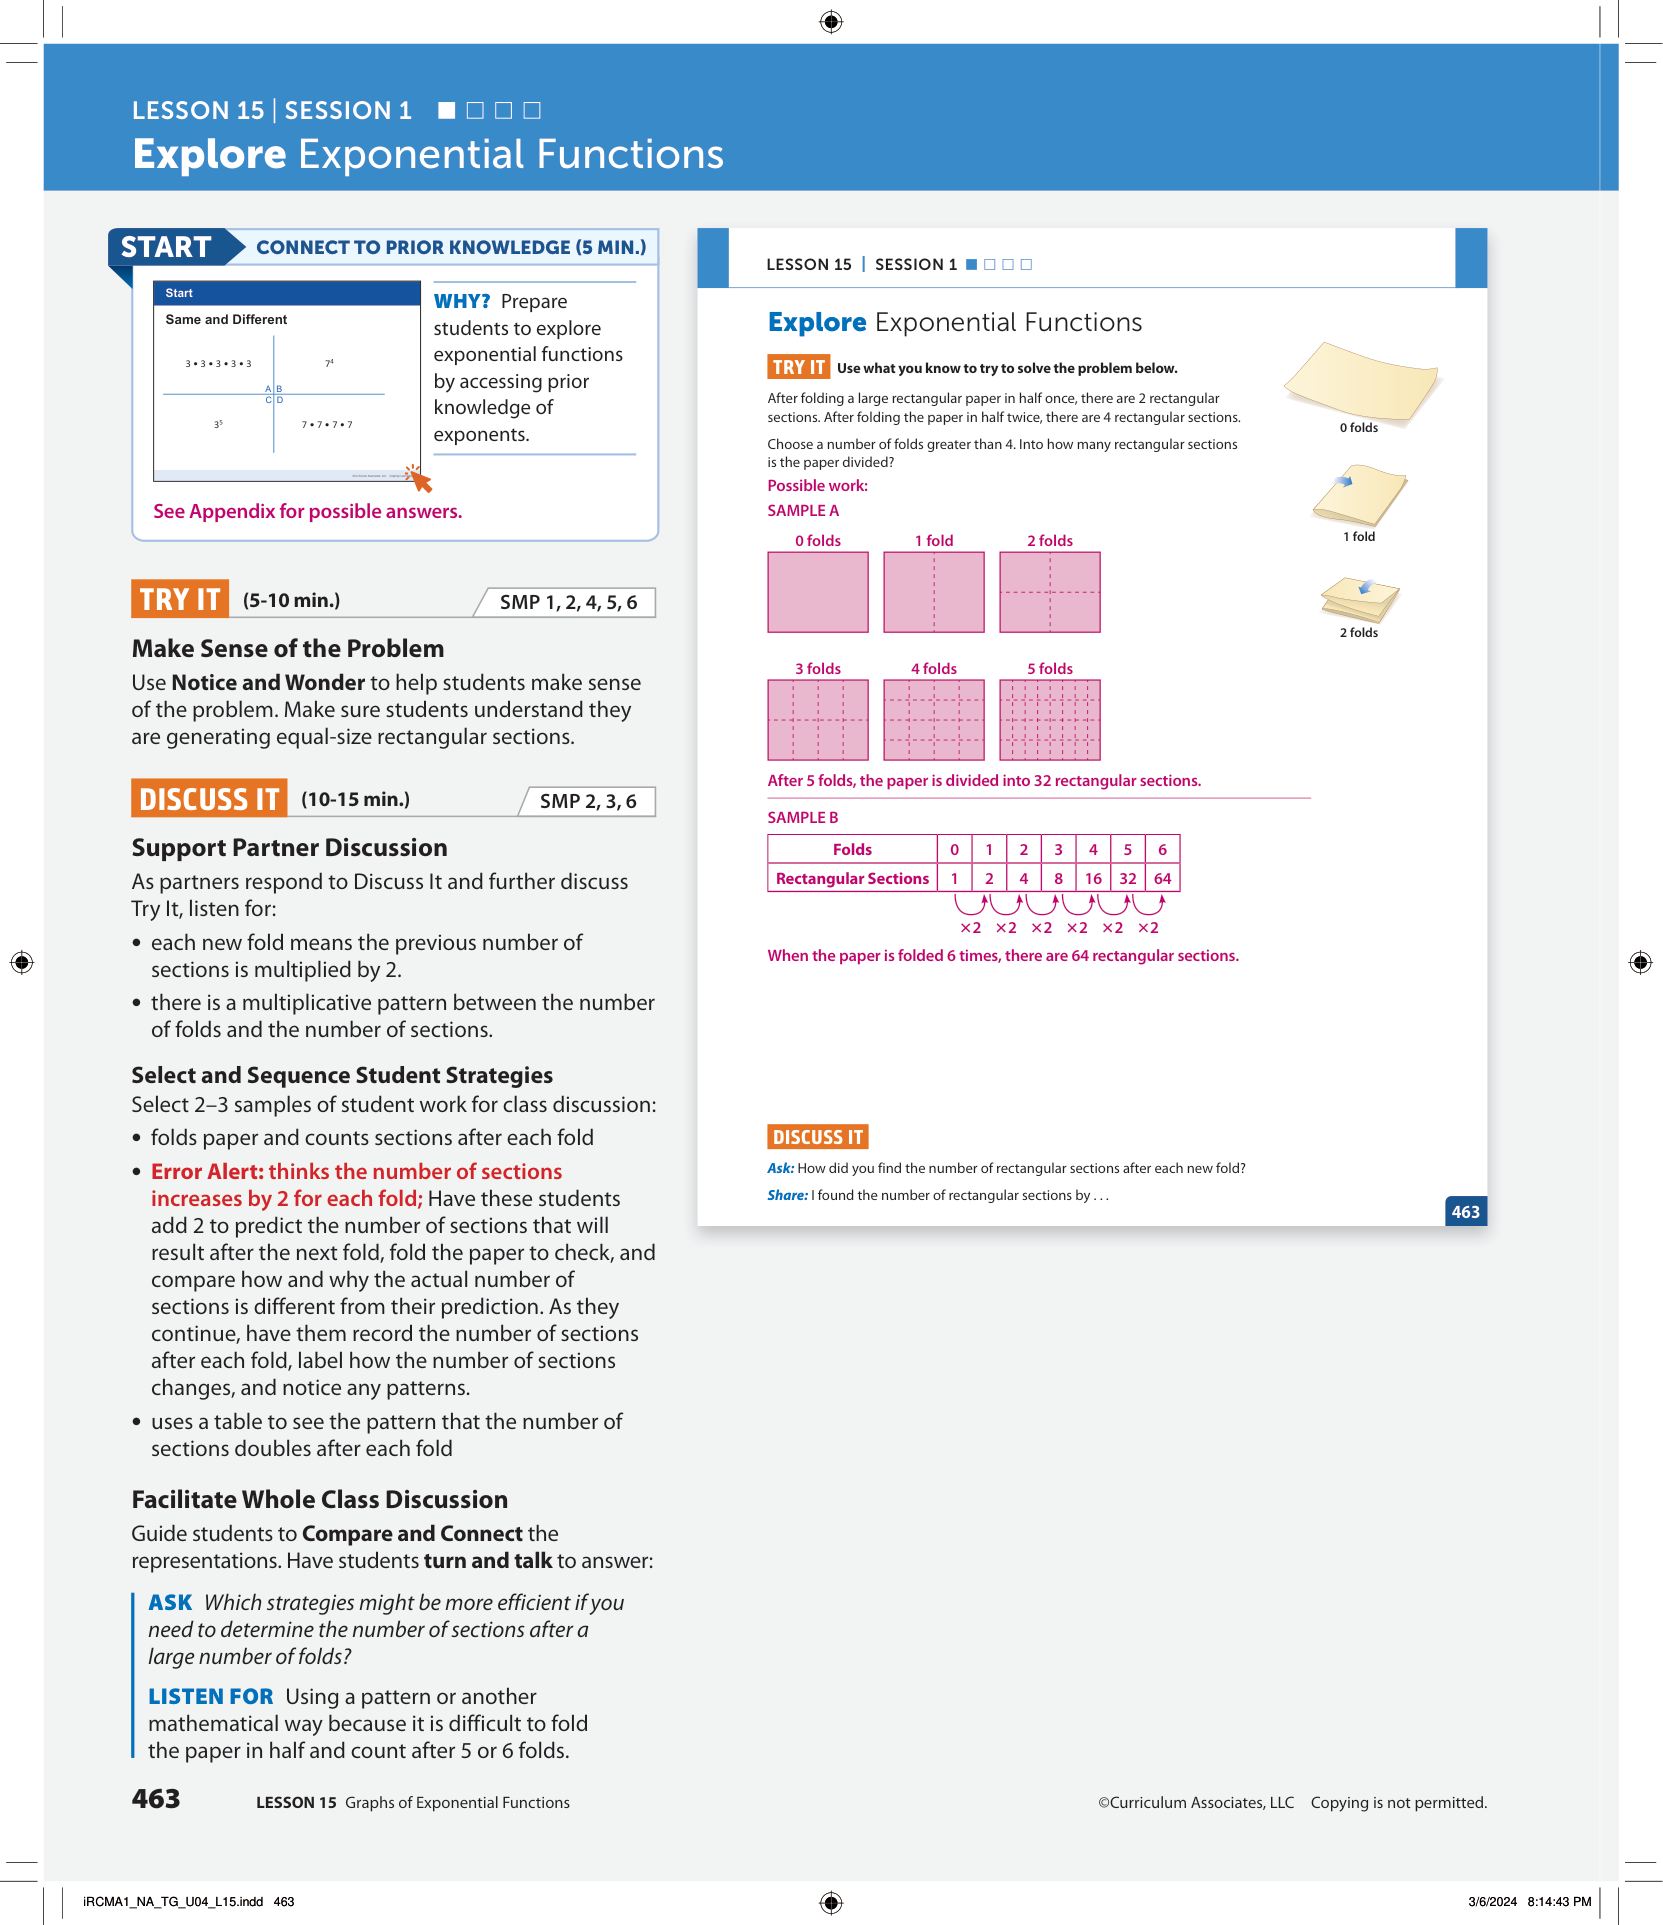 LESSON 15 | SESSION 1
Explore Exponential Functions
START
CONNECT TO PRIOR KNOWLEDGE (5 MIN.)
Start
Same and Different
3 • 3 • 3 • 3 • 3
7⁴
A B
C D
3⁵
7 • 7 • 7 • 7
WHY? Prepare
students to explore
exponential functions
by accessing prior
knowledge of
exponents.
See Appendix for possible answers.
TRY IT (5-10 min.)
SMP 1, 2, 4, 5, 6
Make Sense of the Problem
Use Notice and Wonder to help students make sense
of the problem. Make sure students understand they
are generating equal-size rectangular sections.
DISCUSS IT (10-15 min.)
SMP 2, 3, 6
Support Partner Discussion
As partners respond to Discuss It and further discuss
Try It, listen for:
• each new fold means the previous number of
sections is multiplied by 2.
• there is a multiplicative pattern between the number
of folds and the number of sections.
Select and Sequence Student Strategies
Select 2–3 samples of student work for class discussion:
• folds paper and counts sections after each fold
• Error Alert: thinks the number of sections
increases by 2 for each fold; Have these students
add 2 to predict the number of sections that will
result after the next fold, fold the paper to check, and
compare how and why the actual number of
sections is different from their prediction. As they
continue, have them record the number of sections
after each fold, label how the number of sections
changes, and notice any patterns.
• uses a table to see the pattern that the number of
sections doubles after each fold
Facilitate Whole Class Discussion
Guide students to Compare and Connect the
representations. Have students turn and talk to answer:
ASK Which strategies might be more efficient if you
need to determine the number of sections after a
large number of folds?
LISTEN FOR Using a pattern or another
mathematical way because it is difficult to fold
the paper in half and count after 5 or 6 folds.
LESSON 15 | SESSION 1
Explore Exponential Functions
TRY IT Use what you know to try to solve the problem below.
After folding a large rectangular paper in half once, there are 2 rectangular
sections. After folding the paper in half twice, there are 4 rectangular sections.
Choose a number of folds greater than 4. Into how many rectangular sections
is the paper divided?
0 folds
1 fold
2 folds
Possible work:
SAMPLE A
0 folds 1 fold 2 folds
3 folds 4 folds 5 folds
After 5 folds, the paper is divided into 32 rectangular sections.
SAMPLE B
Folds 0 1 2 3 4 5 6
Rectangular Sections 1 2 4 8 16 32 64
×2 ×2 ×2 ×2 ×2 ×2
When the paper is folded 6 times, there are 64 rectangular sections.
DISCUSS IT
Ask: How did you find the number of rectangular sections after each new fold?
Share: I found the number of rectangular sections by . . .
463
463 LESSON 15 Graphs of Exponential Functions
©Curriculum Associates, LLC Copying is not permitted.
iRCMA1_NA_TG_U04_L15.indd 463
3/6/2024 8:14:43 PM